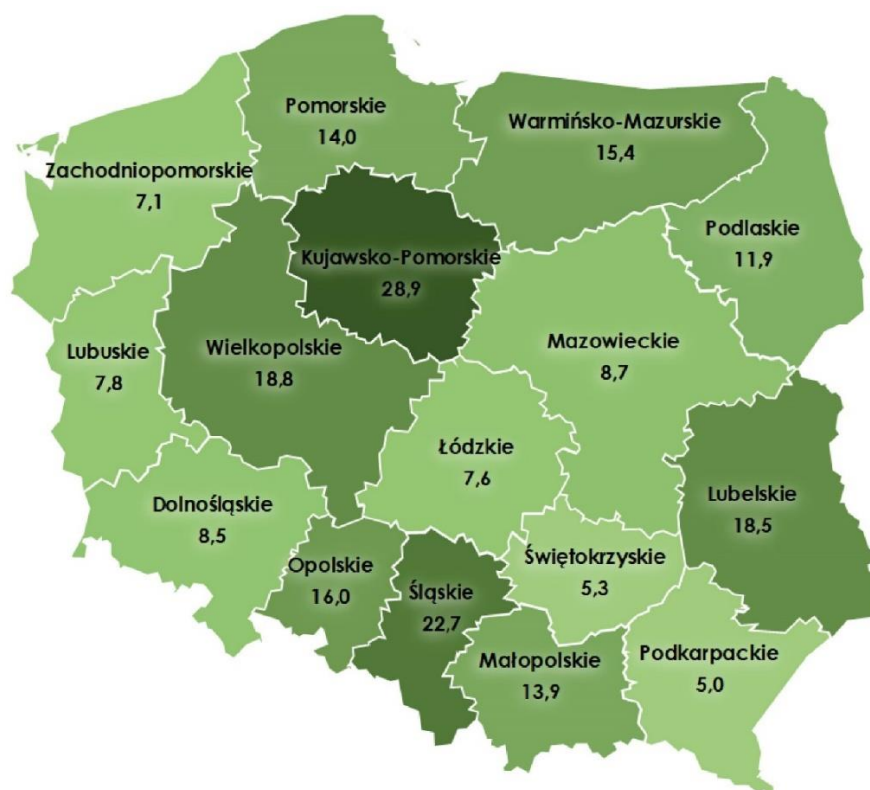 Pomorskie
14,0
Warmińsko-Mazurskie
15,4
Zachodniopomorskie
7,1
Podlaskie
11,9
Kujawsko-Pomorskie
28,9
Mazowieckie
8,7
Lubuskie
7,8
Wielkopolskie
18,8
Łódzkie
7,6
Lubelskie
18,5
Dolnośląskie
8,5
Opolskie
16,0
Śląskie
22,7
Świętokrzyskie
5,3
Małopolskie
13,9
Podkarpackie
5,0